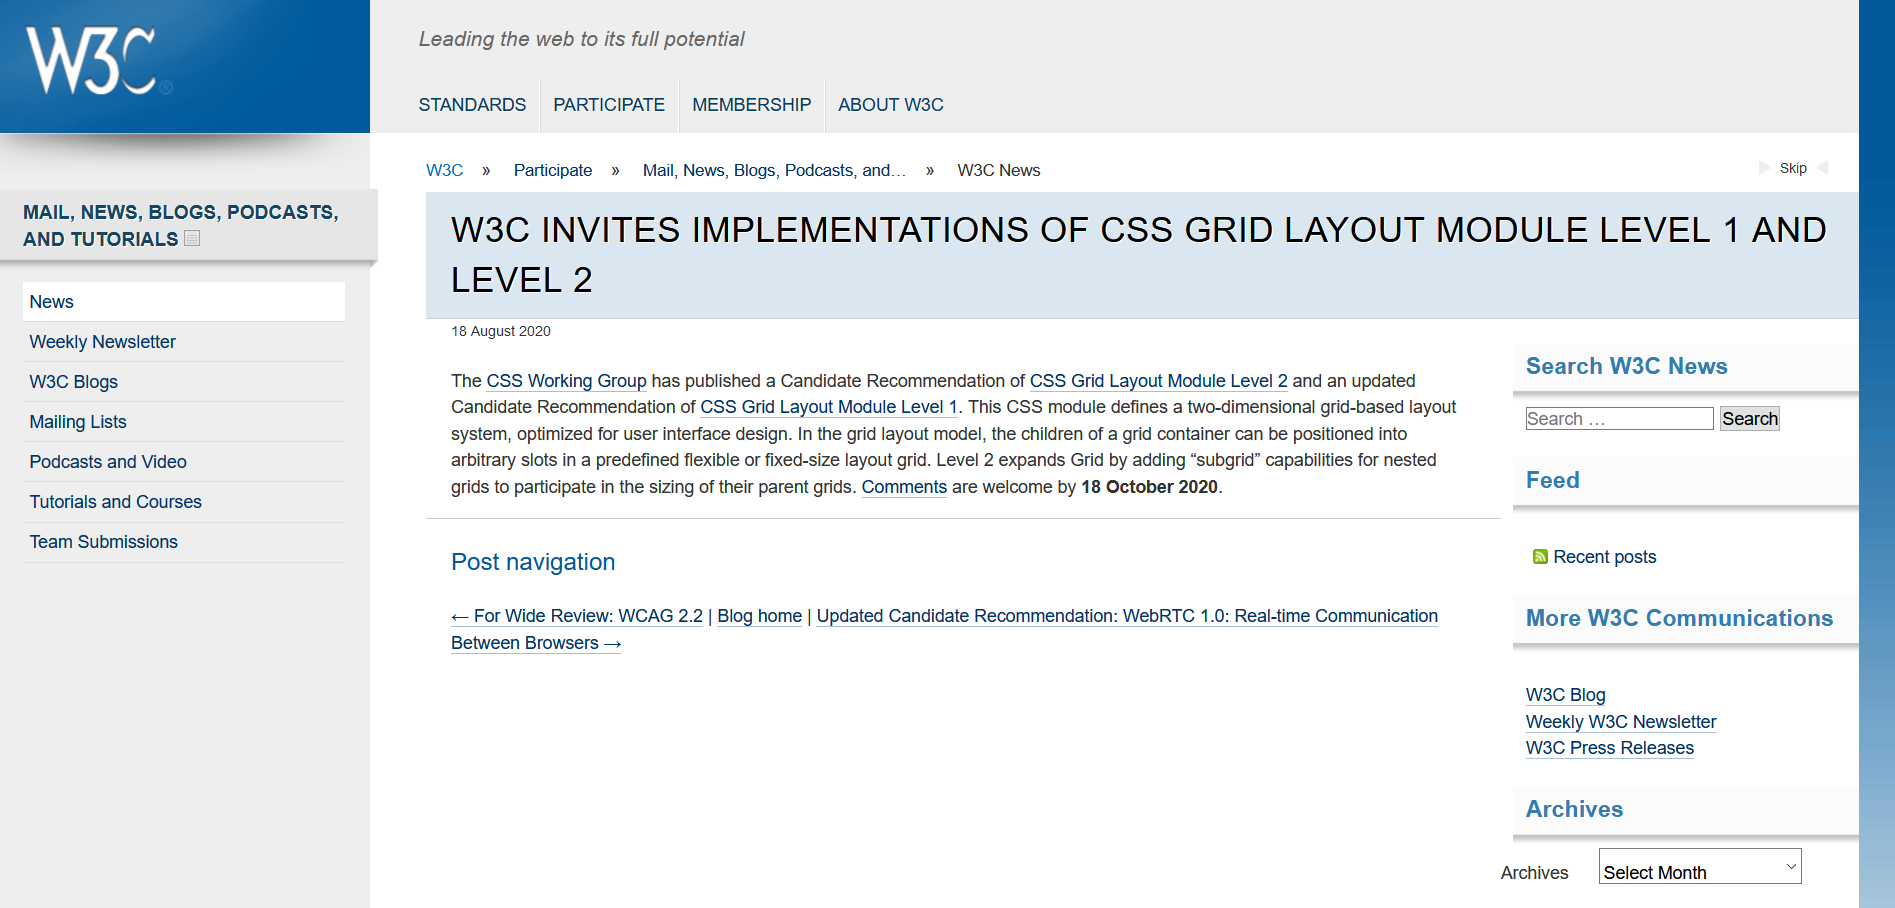 W3C®
Leading the web to its full potential
STANDARDS
PARTICIPATE
MEMBERSHIP
ABOUT W3C
W3C » Participate » Mail, News, Blogs, Podcasts, and… » W3C News
Skip
MAIL, NEWS, BLOGS, PODCASTS,
AND TUTORIALS
News
Weekly Newsletter
W3C Blogs
Mailing Lists
Podcasts and Video
Tutorials and Courses
Team Submissions
W3C INVITES IMPLEMENTATIONS OF CSS GRID LAYOUT MODULE LEVEL 1 AND
LEVEL 2
18 August 2020
The CSS Working Group has published a Candidate Recommendation of CSS Grid Layout Module Level 2 and an updated
Candidate Recommendation of CSS Grid Layout Module Level 1. This CSS module defines a two-dimensional grid-based layout
system, optimized for user interface design. In the grid layout model, the children of a grid container can be positioned into
arbitrary slots in a predefined flexible or fixed-size layout grid. Level 2 expands Grid by adding “subgrid” capabilities for nested
grids to participate in the sizing of their parent grids. Comments are welcome by 18 October 2020.
Post navigation
← For Wide Review: WCAG 2.2 | Blog home | Updated Candidate Recommendation: WebRTC 1.0: Real-time Communication
Between Browsers →
Search W3C News
Search …
Search
Feed
Recent posts
More W3C Communications
W3C Blog
Weekly W3C Newsletter
W3C Press Releases
Archives
Archives
Select Month